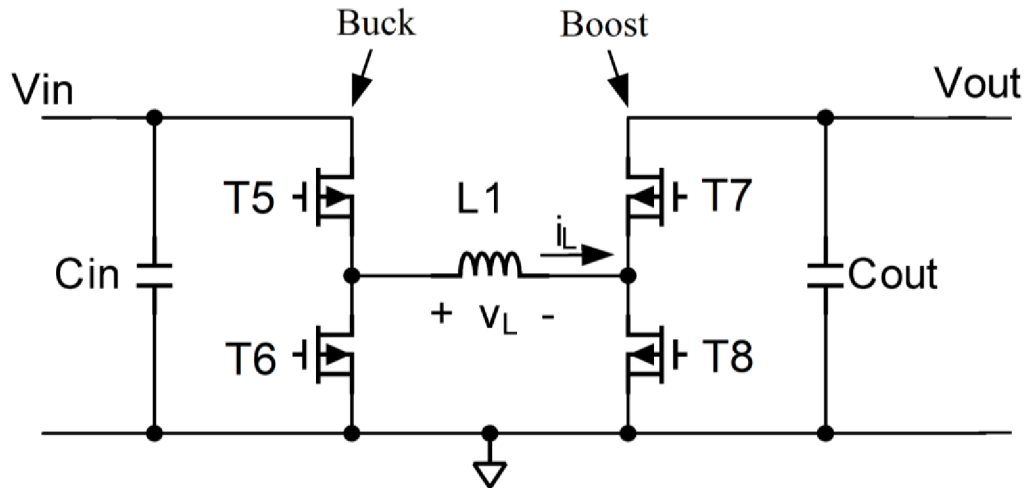 Buck Boost
Vin Vout
T5 L1 iL T7
Cin Cout
+ vL -
T6 T8